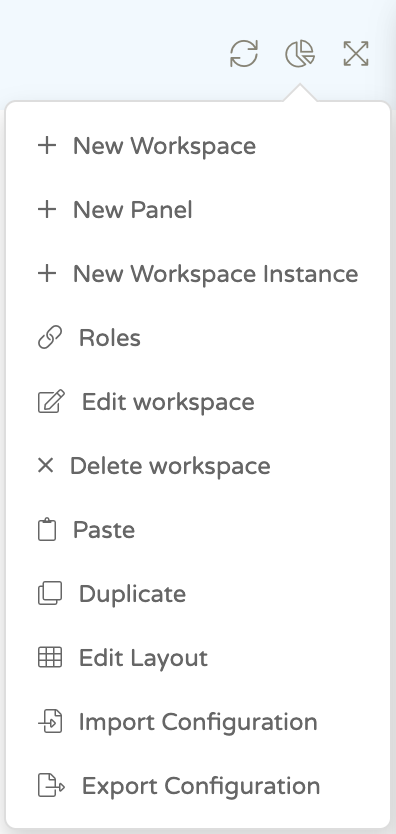 New Workspace
New Panel
New Workspace Instance
Roles
Edit workspace
Delete workspace
Paste
Duplicate
Edit Layout
Import Configuration
Export Configuration